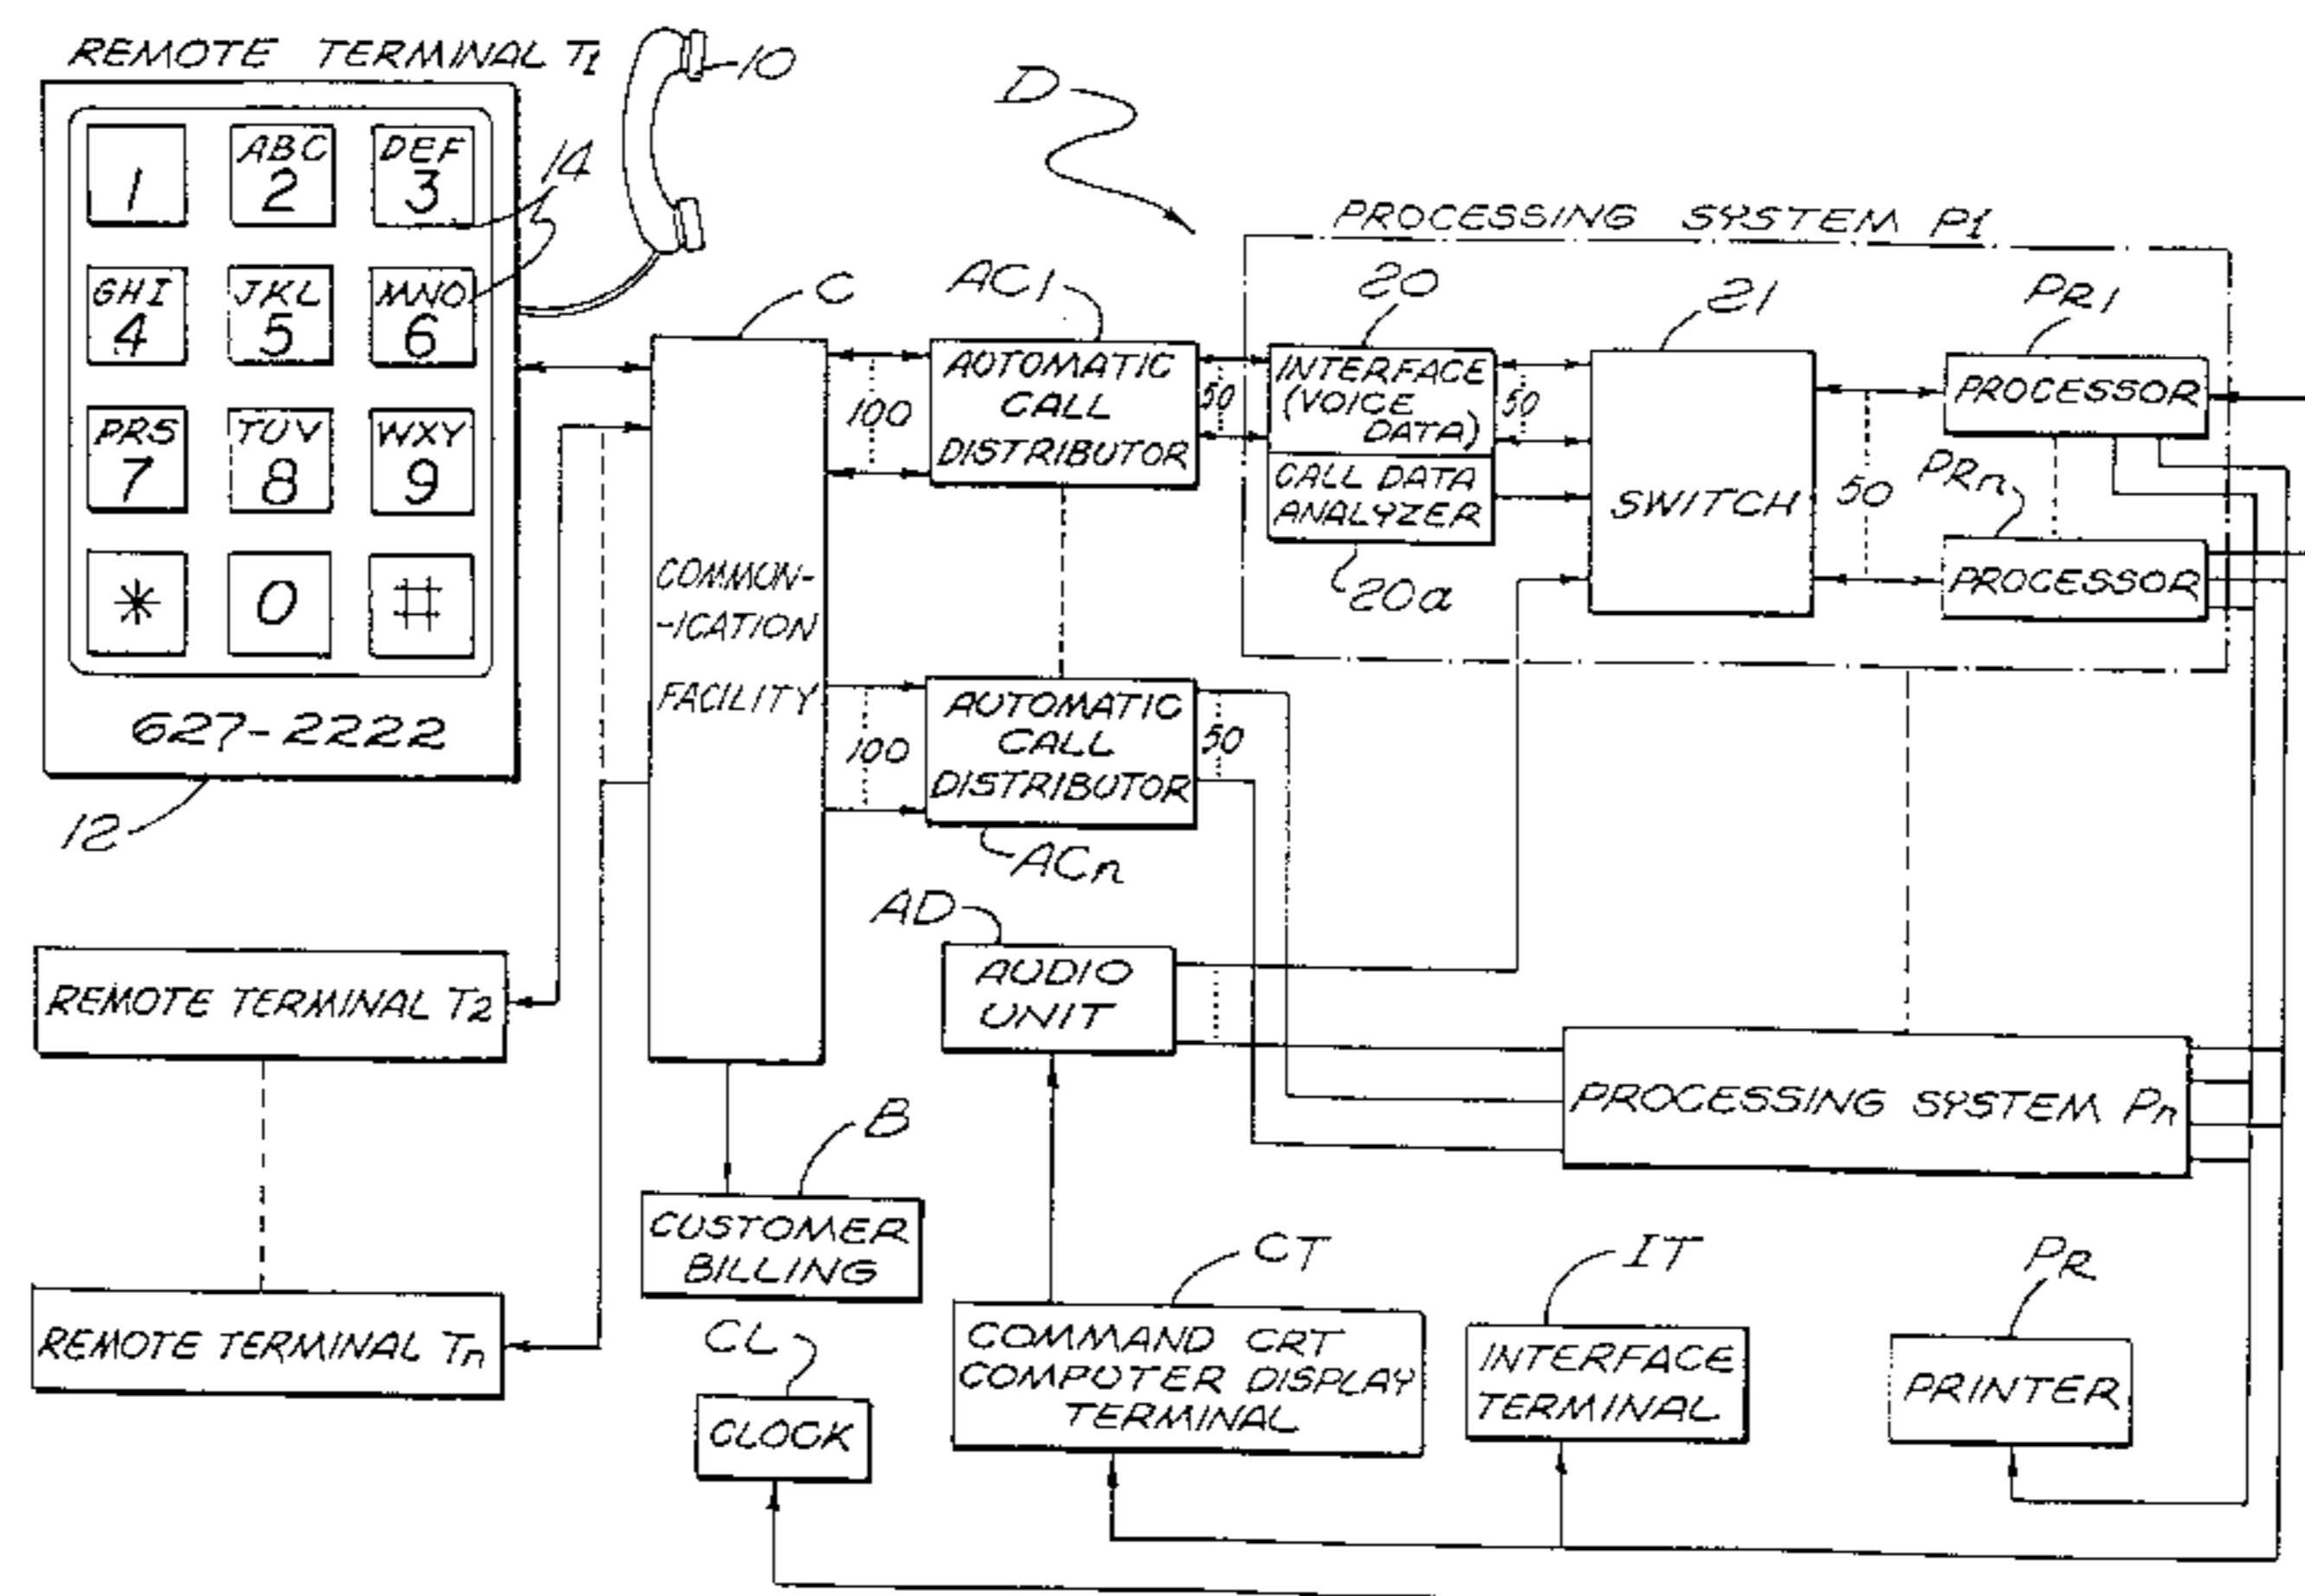 REMOTE TERMINAL T1
10
1
ABC
2
DEF
3
14
GHI
4
JKL
5
MNO
6
PRS
7
TUV
8
WXY
9
*
0
#
627-2222
12
REMOTE TERMINAL T2
REMOTE TERMINAL Tn
C
COMMUN-
-ICATION
FACILITY
100
100
AC1
AUTOMATIC
CALL
DISTRIBUTOR
50
AUTOMATIC
CALL
DISTRIBUTOR
50
ACn
D
PROCESSING SYSTEM P1
20
INTERFACE
(VOICE
DATA)
CALL DATA
ANALYZER
20a
50
21
SWITCH
50
PR1
PROCESSOR
PRn
PROCESSOR
AD
AUDIO
UNIT
PROCESSING SYSTEM Pn
B
CUSTOMER
BILLING
CL
CLOCK
CT
COMMAND CRT
COMPUTER DISPLAY
TERMINAL
IT
INTERFACE
TERMINAL
PR
PRINTER